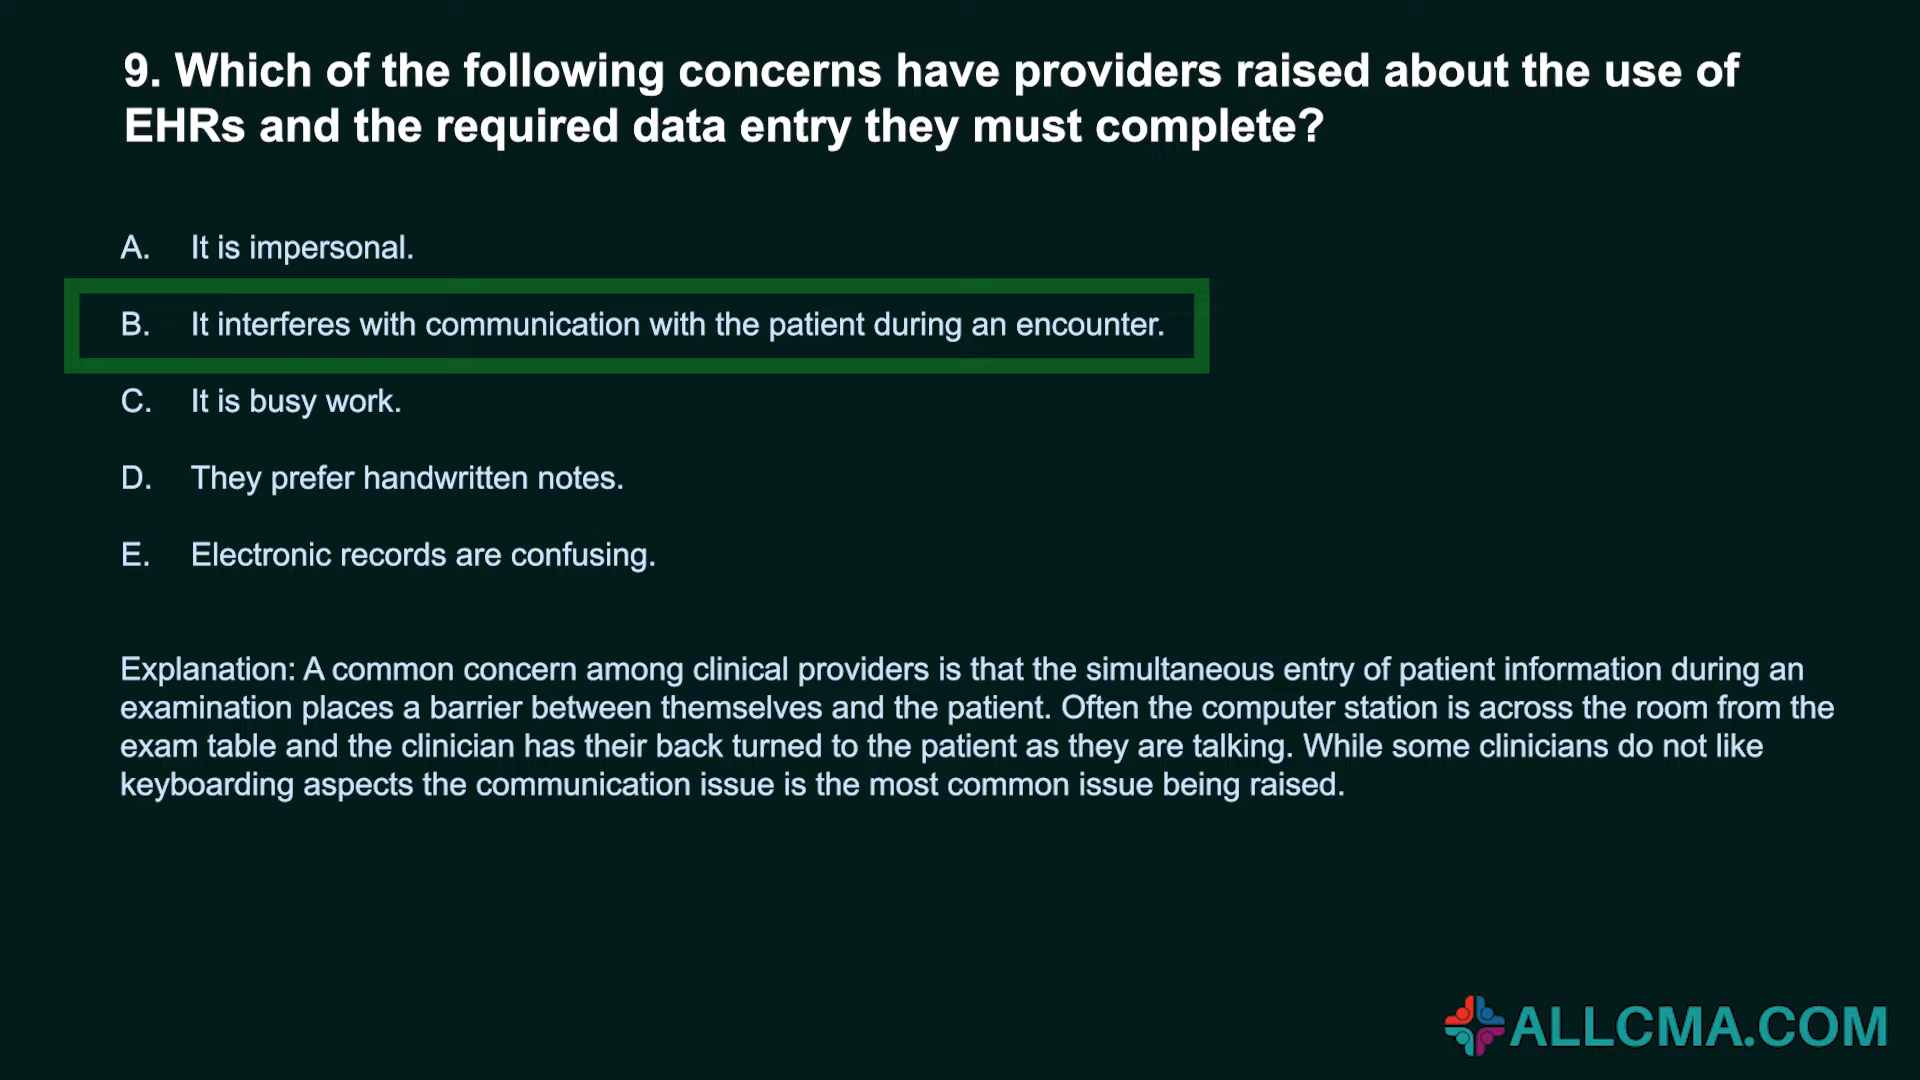 9. Which of the following concerns have providers raised about the use of
EHRs and the required data entry they must complete?
A. It is impersonal.
B. It interferes with communication with the patient during an encounter.
C. It is busy work.
D. They prefer handwritten notes.
E. Electronic records are confusing.
Explanation: A common concern among clinical providers is that the simultaneous entry of patient information during an
examination places a barrier between themselves and the patient. Often the computer station is across the room from the
exam table and the clinician has their back turned to the patient as they are talking. While some clinicians do not like
keyboarding aspects the communication issue is the most common issue being raised.
ALLCMA.COM